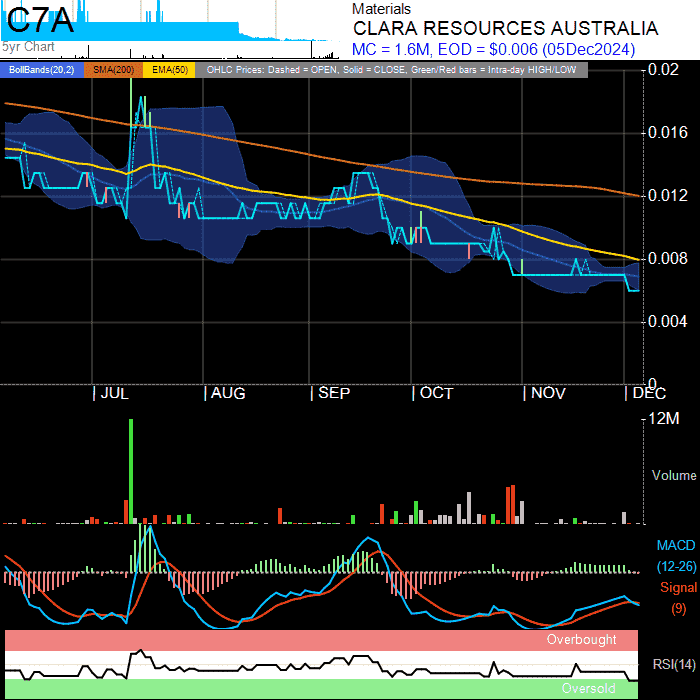 C7A
5yr Chart
Materials
CLARA RESOURCES AUSTRALIA
MC = 1.6M, EOD = $0.006 (05Dec2024)
BollBands(20,2) SMA(200) EMA(50) OHLC Prices: Dashed = OPEN, Solid = CLOSE, Green/Red bars = Intra-day HIGH/LOW
0.02
0.016
0.012
0.008
0.004
0
JUL AUG SEP OCT NOV DEC
12M
Volume
MACD
(12-26)
Signal
(9)
Overbought
RSI(14)
Oversold